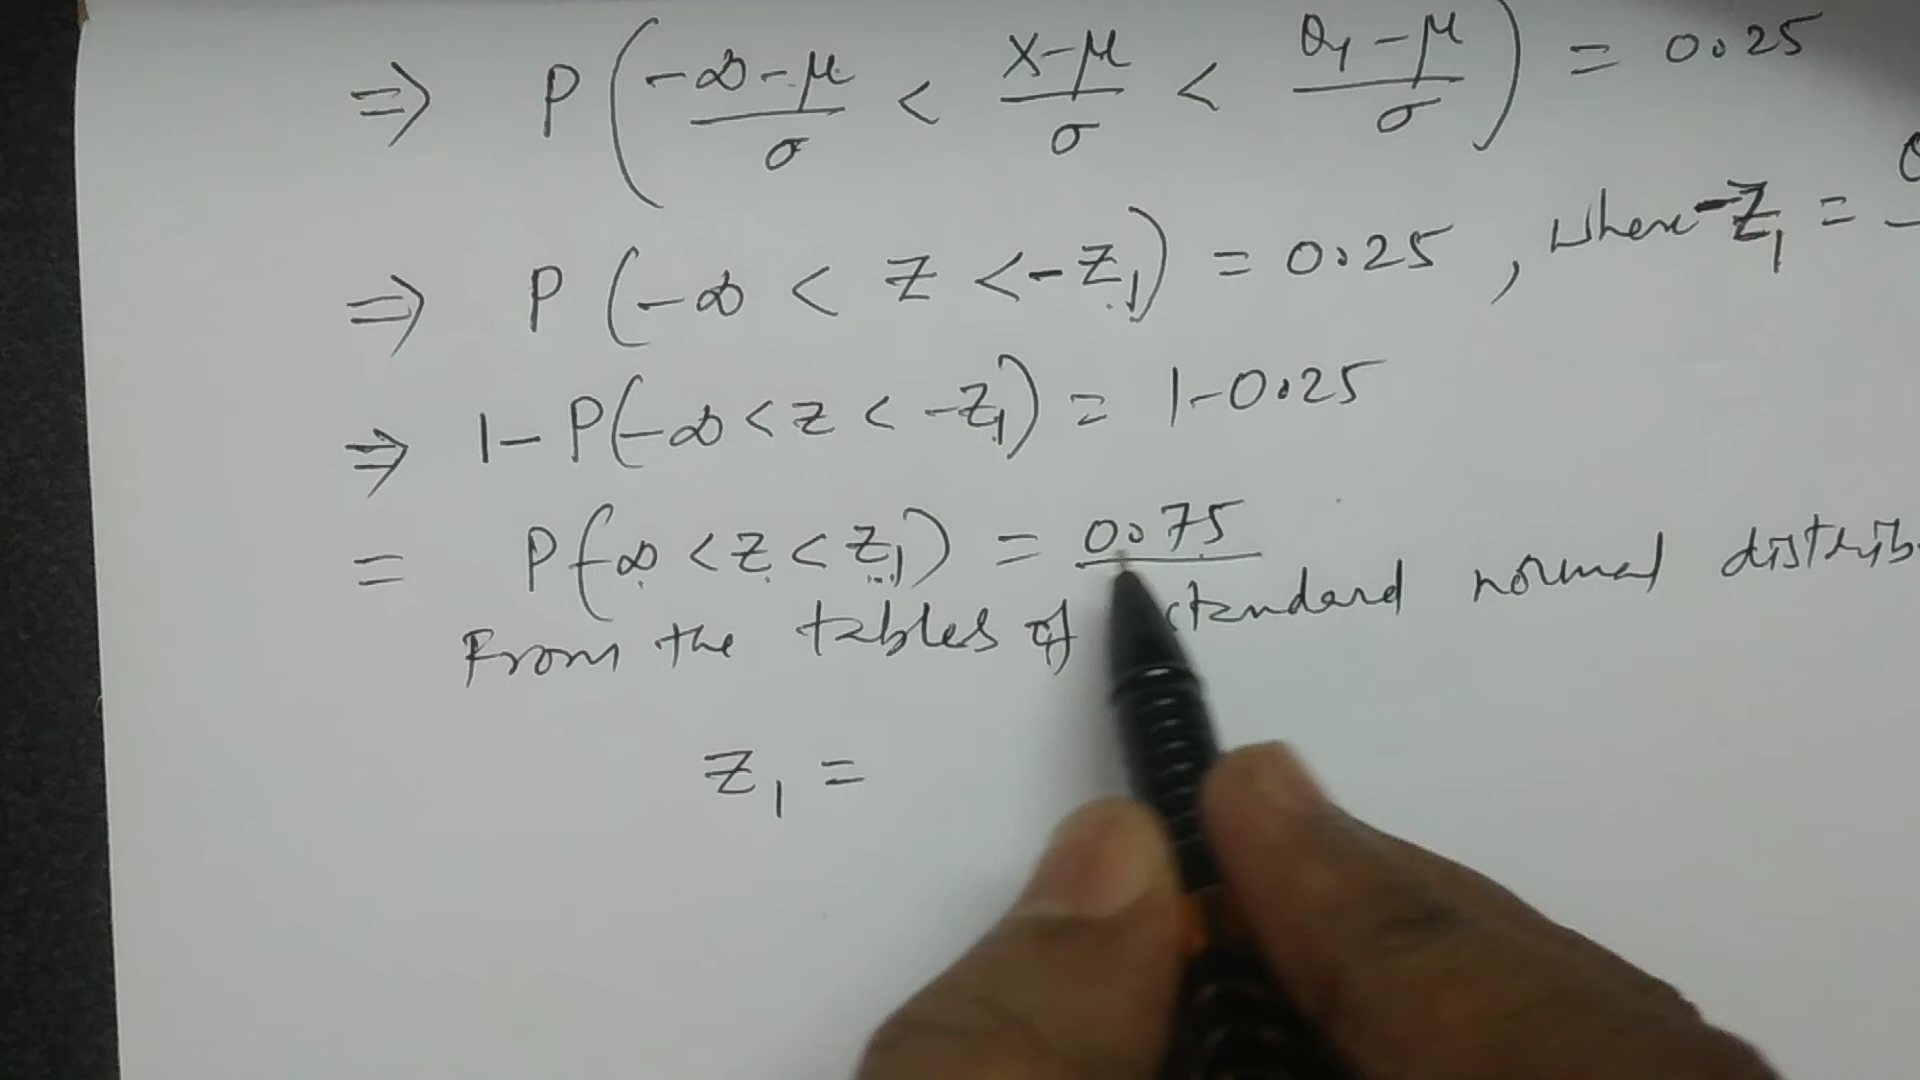 ⇒ P(-∞-μ/σ < X-μ/σ < Q1-μ/σ) = 0.25
⇒ P(-∞ < Z < -Z1) = 0.25, where -Z1 =
⇒ 1-P(-∞ < Z < -Z1) = 1-0.25
= P(-∞ < Z < Z1) = 0.75
From the tables of standard normal
Z1 =